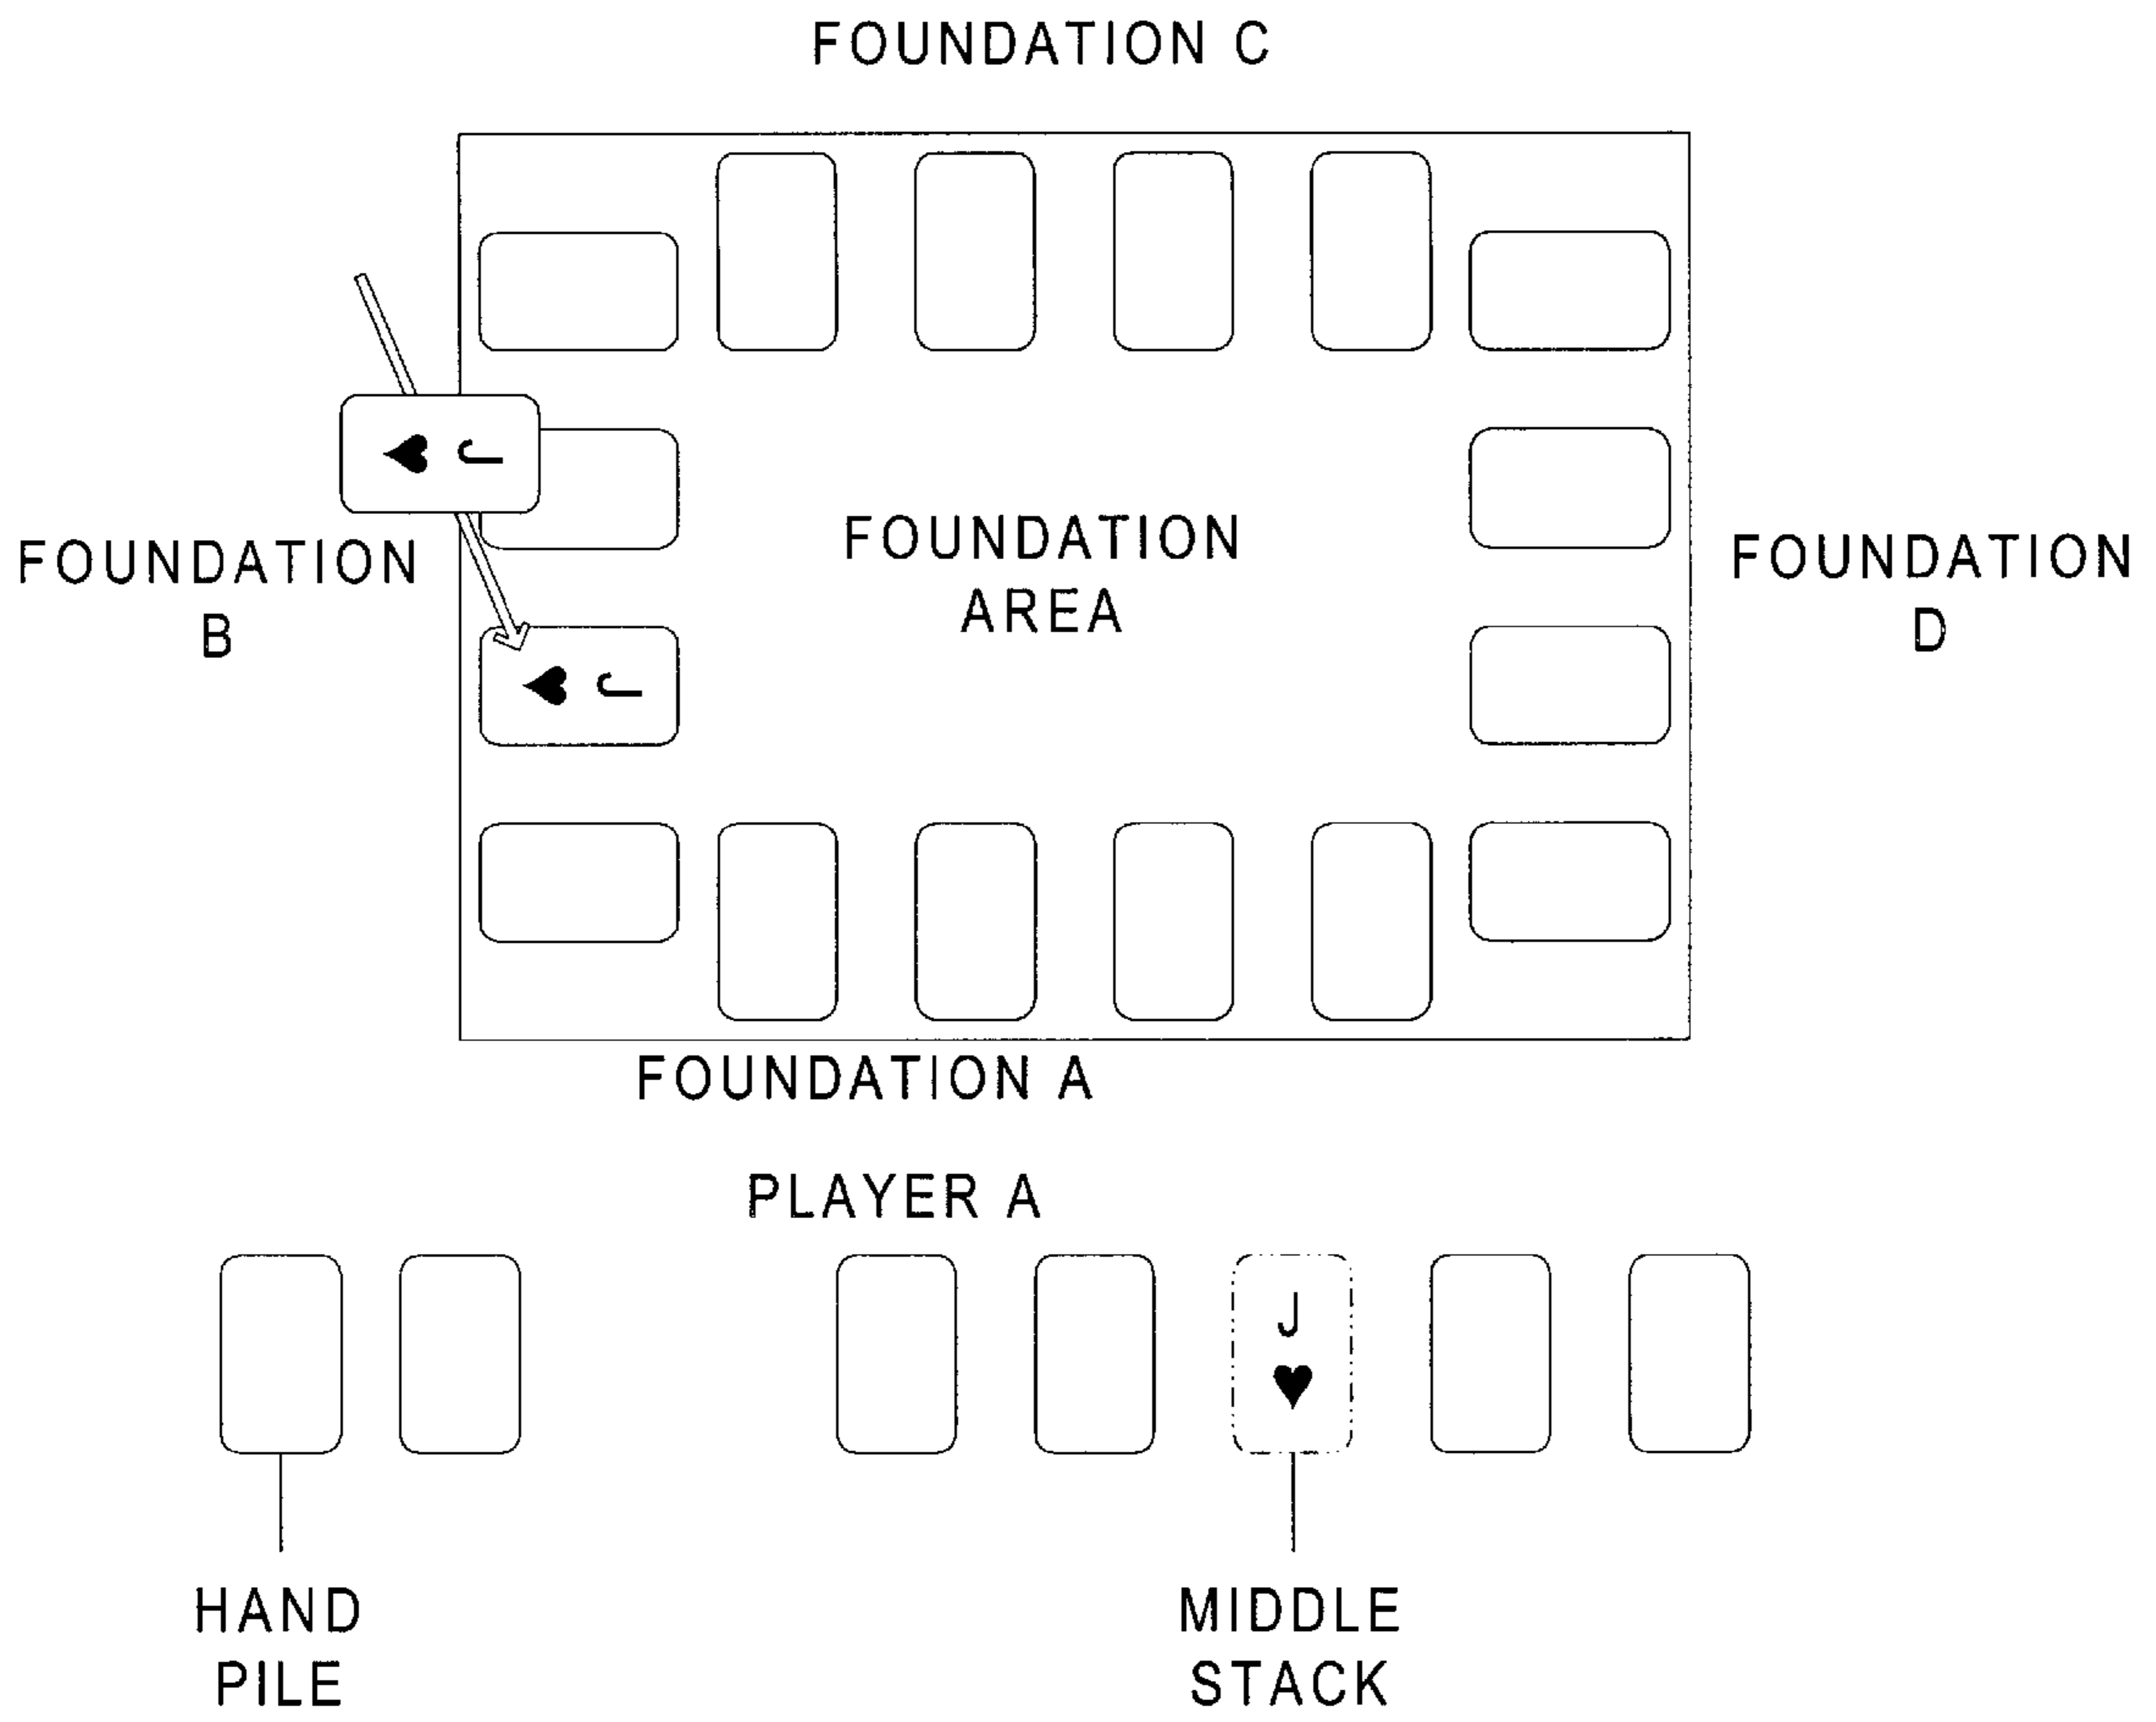 FOUNDATION C
J
FOUNDATION
B
FOUNDATION
AREA
FOUNDATION
D
J
FOUNDATION A
PLAYER A
J
HAND
PILE
MIDDLE
STACK